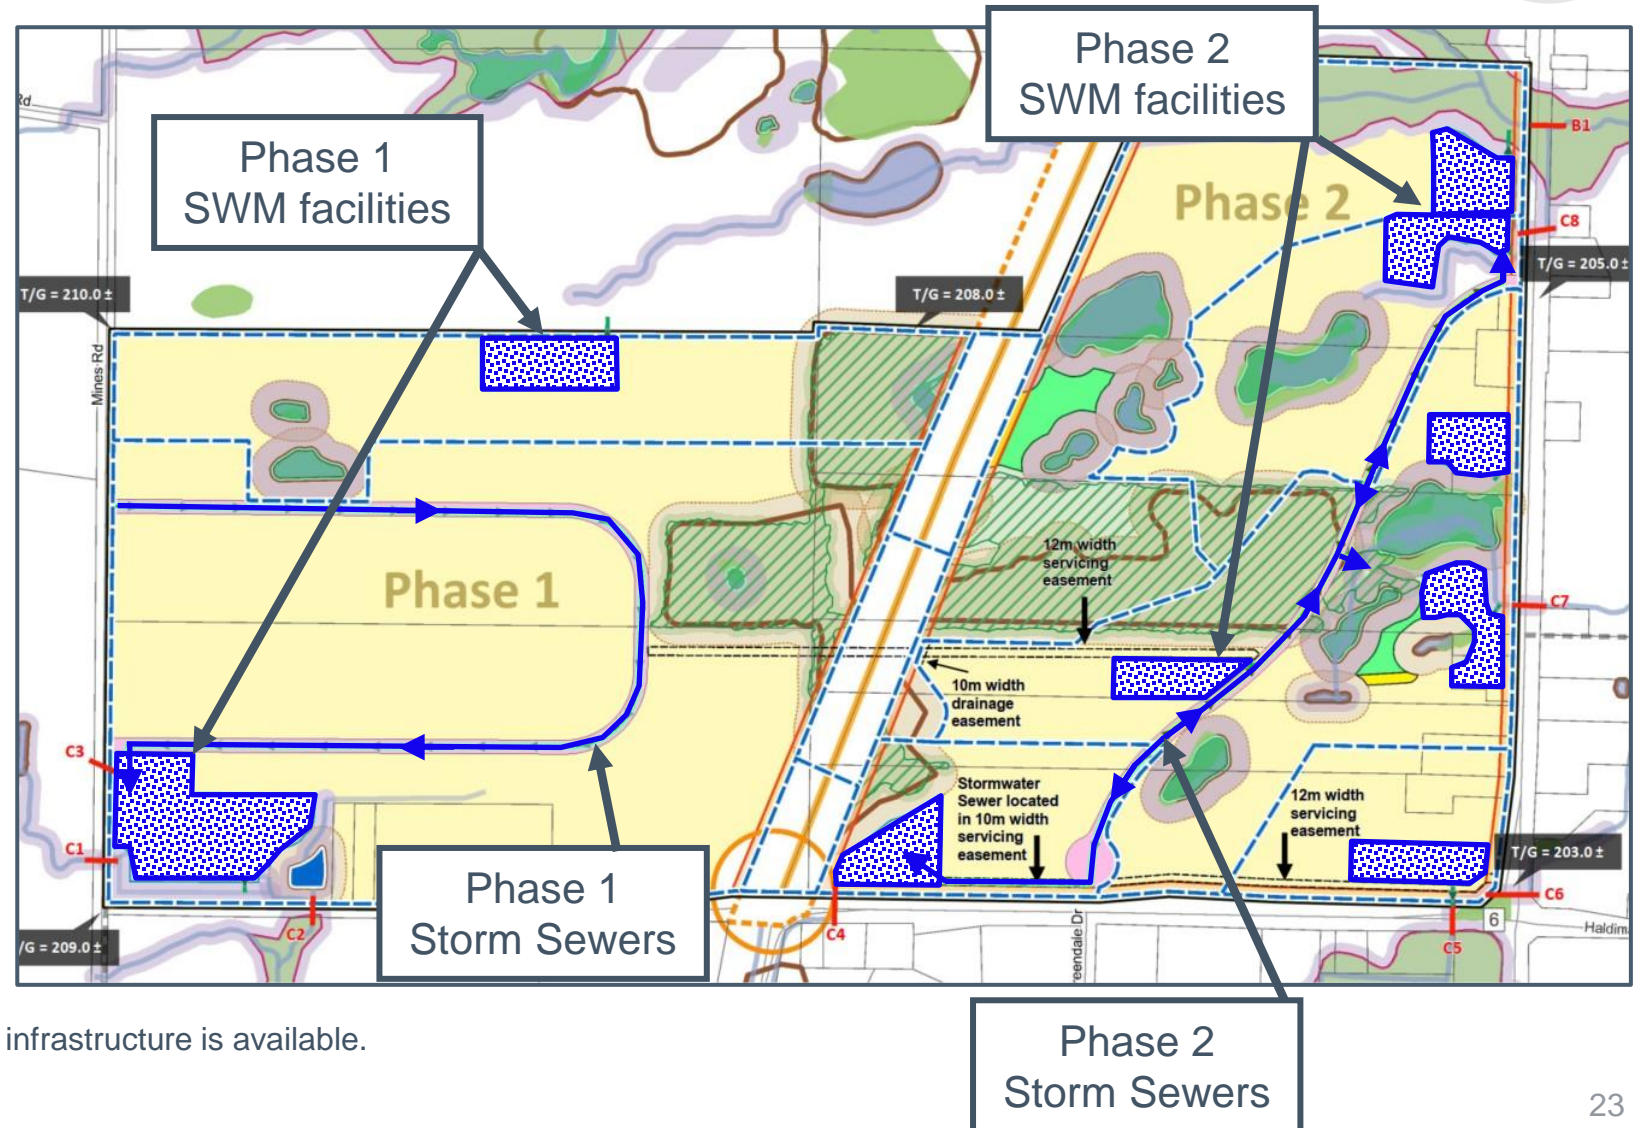 Phase 2
SWM facilities
Rd
Phase 1
SWM facilities
B1
Phase 2
C8
T/G = 205.0 ±
T/G = 210.0 ±
T/G = 208.0 ±
Mines Rd
12m width
servicing
easement
Phase 1
C7
10m width
drainage
easement
C3
Stormwater
Sewer located
in 10m width
servicing
easement
12m width
servicing
easement
C1
T/G = 203.0 ±
Phase 1
Storm Sewers
C6
6
C2
C4
C5
Haldim
/G = 209.0 ±
eendale Dr
infrastructure is available.
Phase 2
Storm Sewers
23